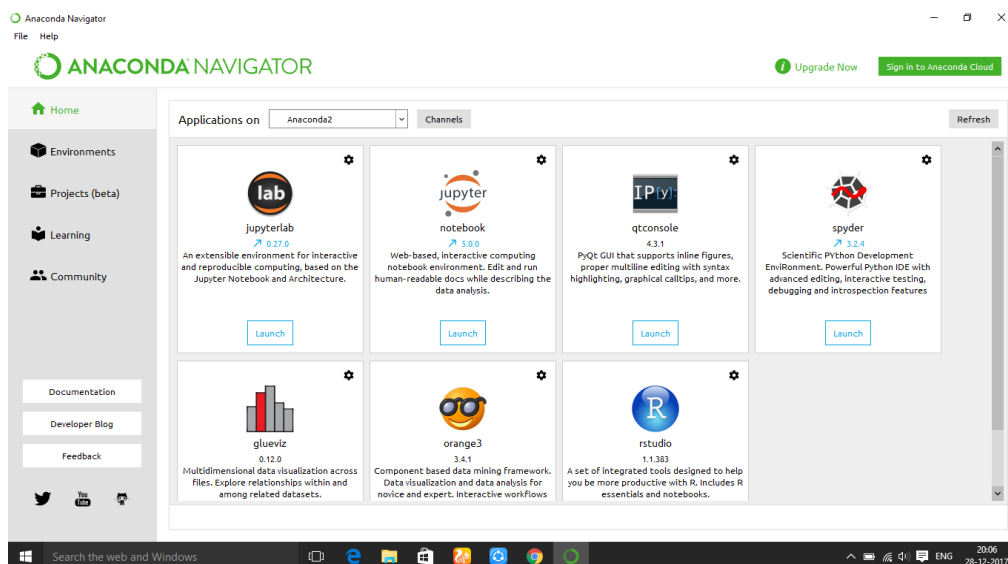 Anaconda Navigator
File Help
ANACONDA NAVIGATOR
Upgrade Now
Sign in to Anaconda Cloud
Home
Environments
Projects (beta)
Learning
Community
Documentation
Developer Blog
Feedback
Applications on Anaconda2 Channels Refresh
lab
jupyterlab
0.27.0
An extensible environment for interactive
and reproducible computing, based on the
Jupyter Notebook and Architecture.
Launch
jupyter
notebook
5.0.0
Web-based, interactive computing
notebook environment. Edit and run
human-readable docs while describing the
data analysis.
Launch
IP[y]:
qtconsole
4.3.1
PyQt GUI that supports inline figures,
proper multiline editing with syntax
highlighting, graphical calltips, and more.
Launch
spyder
3.2.4
Scientific PYthon Development
EnviRonment. Powerful Python IDE with
advanced editing, interactive testing,
debugging and introspection features
Launch
glueviz
0.12.0
Multidimensional data visualization across
files. Explore relationships within and
among related datasets.
orange3
3.4.1
Component based data mining framework.
Data visualization and data analysis for
novice and expert. Interactive workflows
R
rstudio
1.1.383
A set of integrated tools designed to help
you be more productive with R. Includes R
essentials and notebooks.
You
Tube
Search the web and Windows
ENG
20:06
28-12-2017